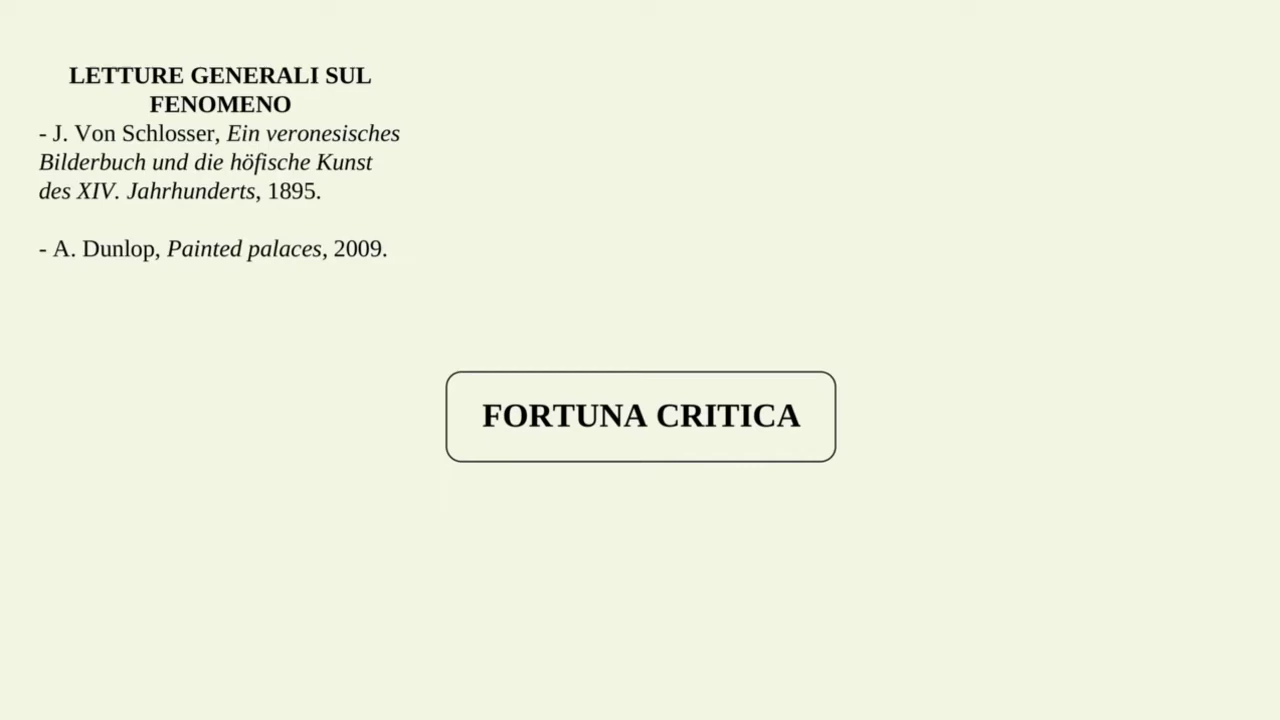 LETTURE GENERALI SUL
FENOMENO
- J. Von Schlosser, Ein veronesisches
Bilderbuch und die höfische Kunst
des XIV. Jahrhunderts, 1895.
- A. Dunlop, Painted palaces, 2009.
FORTUNA CRITICA